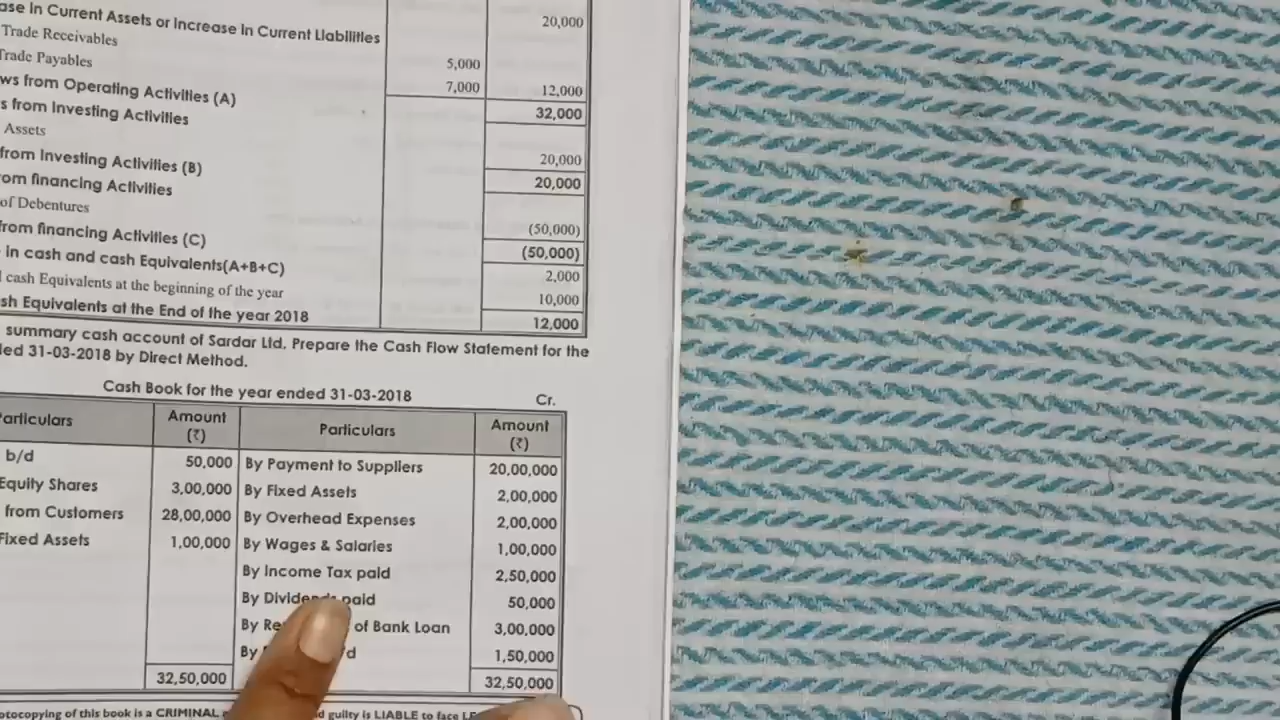 ase in Current Assets or Increase in Current Liabilities 20,000
Trade Receivables 5,000
Trade Payables 7,000 12,000
ws from Operating Activities (A) 32,000
s from Investing Activities
Assets 20,000
from Investing Activities (B) 20,000
om financing Activities
of Debentures (50,000)
from financing Activities (C) (50,000)
in cash and cash Equivalents(A+B+C) 2,000
cash Equivalents at the beginning of the year 10,000
sh Equivalents at the End of the year 2018 12,000
summary cash account of Sardar Ltd. Prepare the Cash Flow Statement for the
ded 31-03-2018 by Direct Method.
Cash Book for the year ended 31-03-2018 Cr.
Particulars Amount (₹) Particulars Amount (₹)
b/d 50,000 By Payment to Suppliers 20,00,000
Equity Shares 3,00,000 By Fixed Assets 2,00,000
from Customers 28,00,000 By Overhead Expenses 2,00,000
Fixed Assets 1,00,000 By Wages & Salaries 1,00,000
By Income Tax paid 2,50,000
By Dividends paid 50,000
By of Bank Loan 3,00,000
By 1,50,000
32,50,000 32,50,000
otocopying of this book is a CRIMINAL d guilty is LIABLE to face